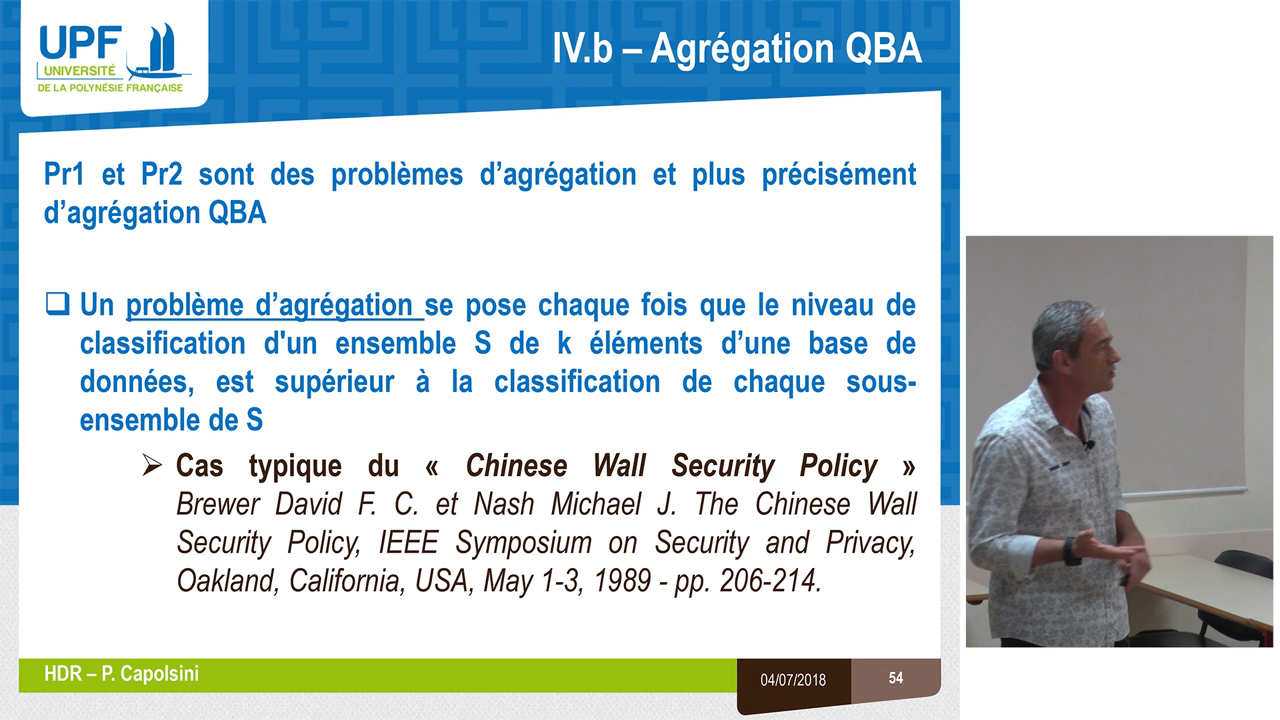 UPF
UNIVERSITÉ
DE LA POLYNÉSIE FRANÇAISE
IV.b – Agrégation QBA
Pr1 et Pr2 sont des problèmes d’agrégation et plus précisément
d’agrégation QBA
Un problème d’agrégation se pose chaque fois que le niveau de
classification d'un ensemble S de k éléments d’une base de
données, est supérieur à la classification de chaque sous-
ensemble de S
Cas typique du « Chinese Wall Security Policy »
Brewer David F. C. et Nash Michael J. The Chinese Wall
Security Policy, IEEE Symposium on Security and Privacy,
Oakland, California, USA, May 1-3, 1989 - pp. 206-214.
HDR – P. Capolsini
04/07/2018
54